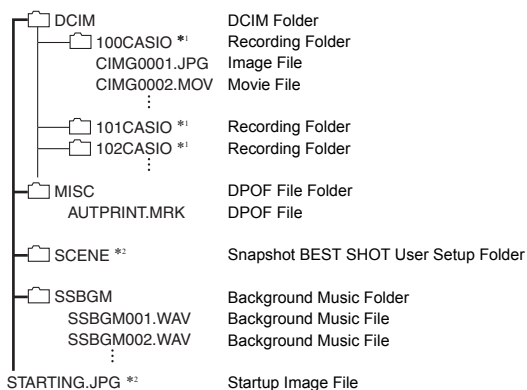 DCIM DCIM Folder
100CASIO *1 Recording Folder
CIMG0001.JPG Image File
CIMG0002.MOV Movie File
101CASIO *1 Recording Folder
102CASIO *1 Recording Folder
MISC DPOF File Folder
AUTPRINT.MRK DPOF File
SCENE *2 Snapshot BEST SHOT User Setup Folder
SSBGM Background Music Folder
SSBGM001.WAV Background Music File
SSBGM002.WAV Background Music File
STARTING.JPG *2 Startup Image File